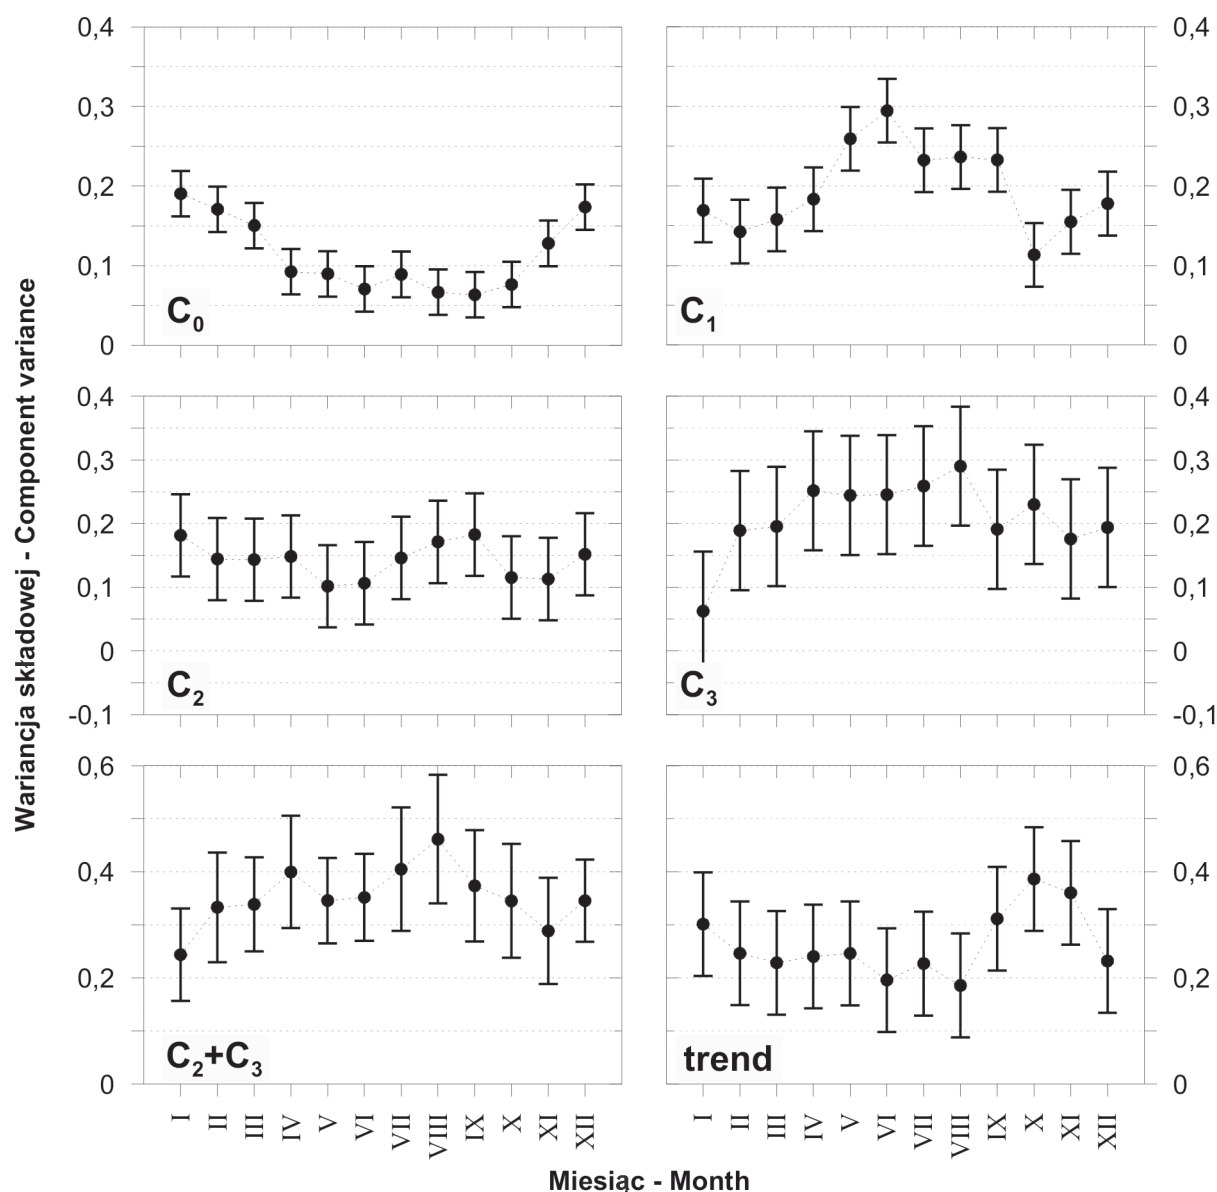 Wariancja składowej - Component variance
0,4 0,4
0,3 0,3
0,2 0,2
0,1 0,1
C₀ C₁
0 0
0,4 0,4
0,3 0,3
0,2 0,2
0,1 0,1
0 0
C₂ C₃
-0,1 -0,1
0,6 0,6
0,4 0,4
0,2 0,2
C₂+C₃ trend
0 0
I II III IV V VI VII VIII IX X XI XII I II III IV V VI VII VIII IX X XI XII
Miesiąc - Month